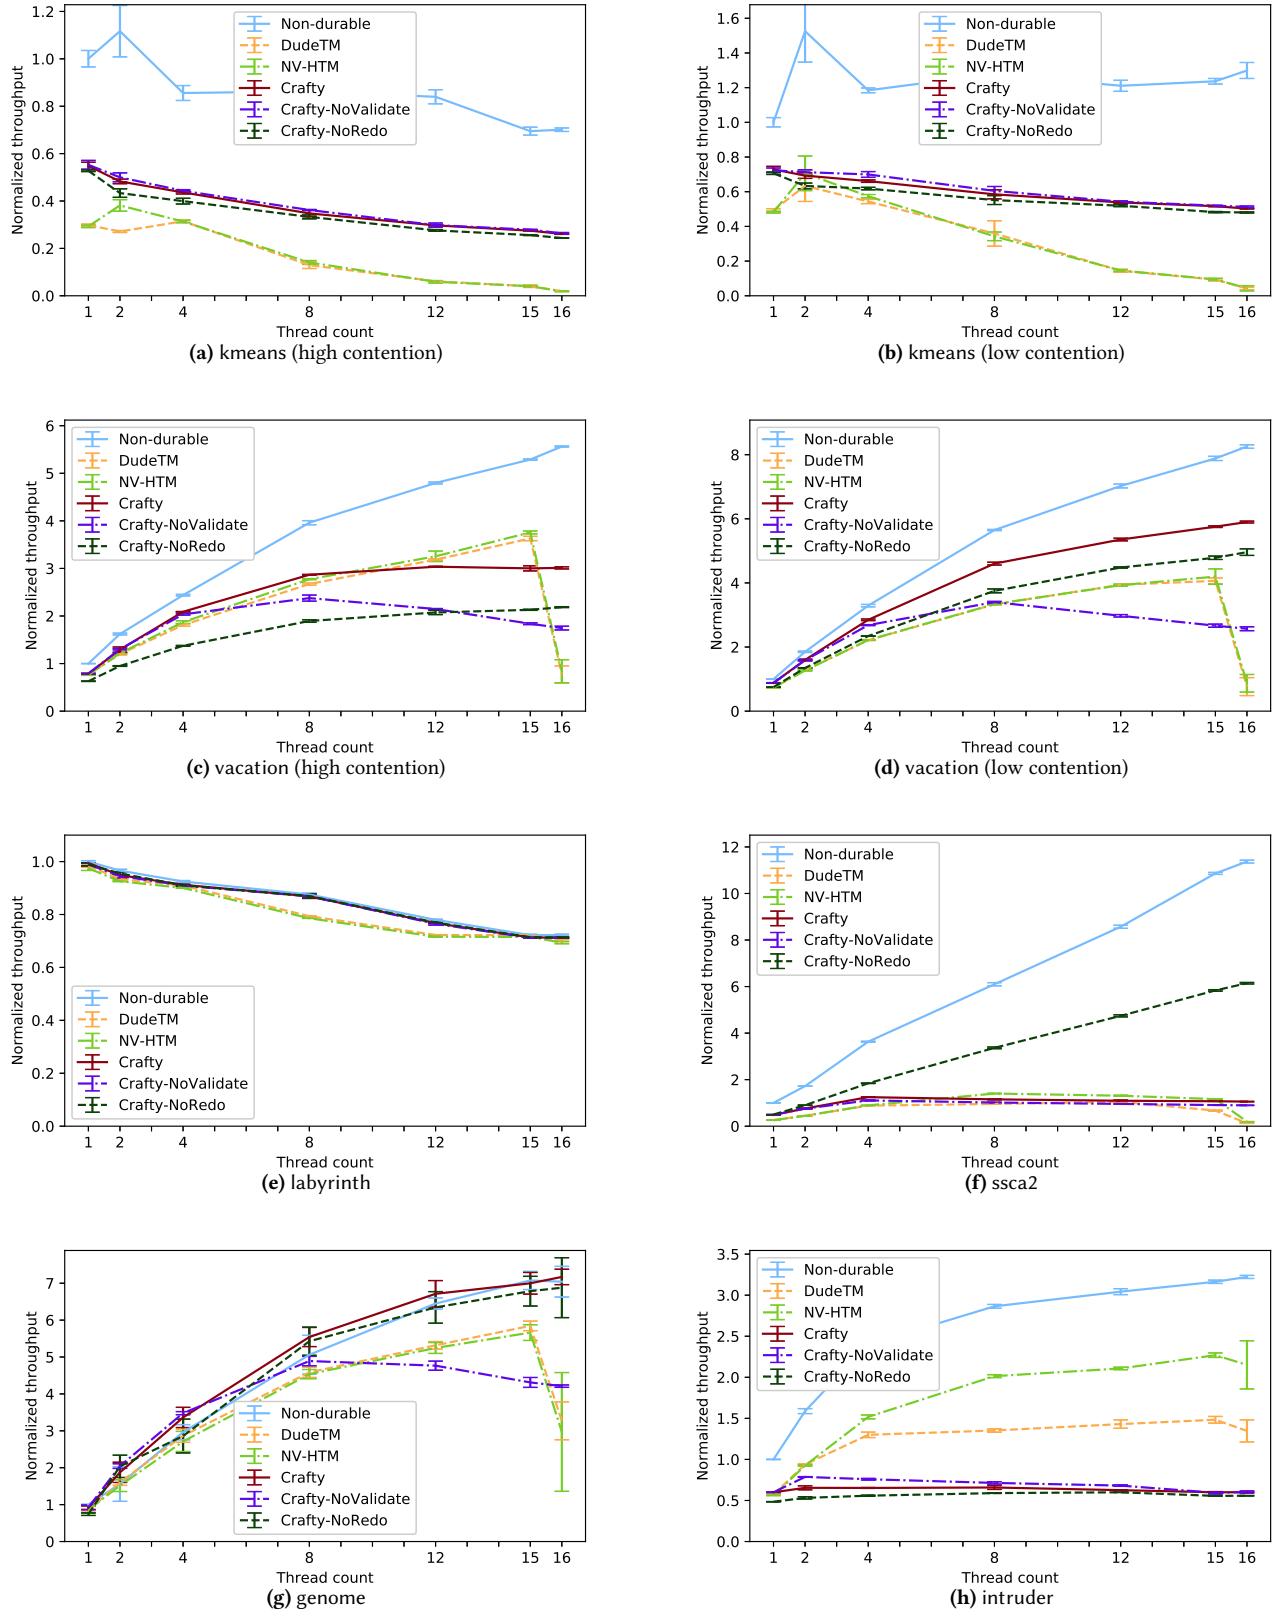 1.2
1.0
0.8
0.6
0.4
0.2
0.0
Normalized throughput
Non-durable
DudeTM
NV-HTM
Crafty
Crafty-NoValidate
Crafty-NoRedo
1 2 4 8 12 15 16
Thread count
(a) kmeans (high contention)
1.6
1.4
1.2
1.0
0.8
0.6
0.4
0.2
0.0
Normalized throughput
Non-durable
DudeTM
NV-HTM
Crafty
Crafty-NoValidate
Crafty-NoRedo
1 2 4 8 12 15 16
Thread count
(b) kmeans (low contention)
6
5
4
3
2
1
0
Normalized throughput
Non-durable
DudeTM
NV-HTM
Crafty
Crafty-NoValidate
Crafty-NoRedo
1 2 4 8 12 15 16
Thread count
(c) vacation (high contention)
8
6
4
2
0
Normalized throughput
Non-durable
DudeTM
NV-HTM
Crafty
Crafty-NoValidate
Crafty-NoRedo
1 2 4 8 12 15 16
Thread count
(d) vacation (low contention)
1.0
0.8
0.6
0.4
0.2
0.0
Normalized throughput
Non-durable
DudeTM
NV-HTM
Crafty
Crafty-NoValidate
Crafty-NoRedo
1 2 4 8 12 15 16
Thread count
(e) labyrinth
12
10
8
6
4
2
0
Normalized throughput
Non-durable
DudeTM
NV-HTM
Crafty
Crafty-NoValidate
Crafty-NoRedo
1 2 4 8 12 15 16
Thread count
(f) ssca2
7
6
5
4
3
2
1
0
Normalized throughput
Non-durable
DudeTM
NV-HTM
Crafty
Crafty-NoValidate
Crafty-NoRedo
1 2 4 8 12 15 16
Thread count
(g) genome
3.5
3.0
2.5
2.0
1.5
1.0
0.5
0.0
Normalized throughput
Non-durable
DudeTM
NV-HTM
Crafty
Crafty-NoValidate
Crafty-NoRedo
1 2 4 8 12 15 16
Thread count
(h) intruder